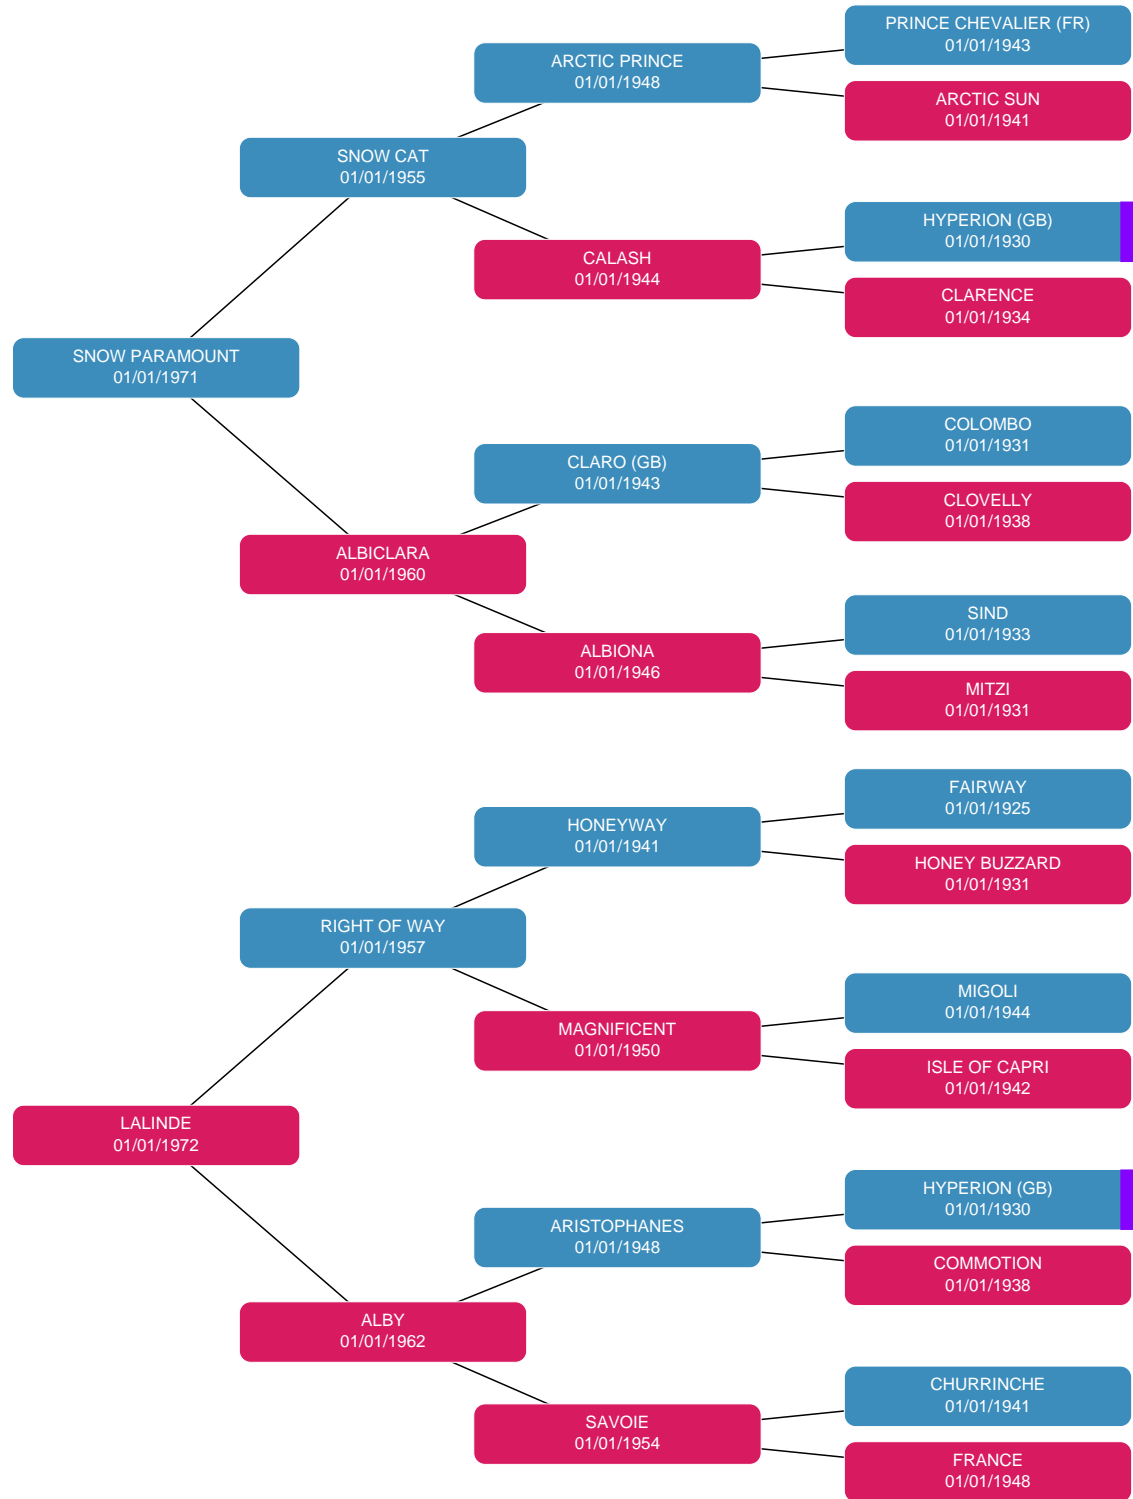 PRINCE CHEVALIER (FR)
01/01/1943
ARCTIC PRINCE
01/01/1948
ARCTIC SUN
01/01/1941
SNOW CAT
01/01/1955
HYPERION (GB)
01/01/1930
CALASH
01/01/1944
CLARENCE
01/01/1934
SNOW PARAMOUNT
01/01/1971
COLOMBO
01/01/1931
CLARO (GB)
01/01/1943
CLOVELLY
01/01/1938
ALBICLARA
01/01/1960
SIND
01/01/1933
ALBIONA
01/01/1946
MITZI
01/01/1931
FAIRWAY
01/01/1925
HONEYWAY
01/01/1941
HONEY BUZZARD
01/01/1931
RIGHT OF WAY
01/01/1957
MIGOLI
01/01/1944
MAGNIFICENT
01/01/1950
ISLE OF CAPRI
01/01/1942
LALINDE
01/01/1972
HYPERION (GB)
01/01/1930
ARISTOPHANES
01/01/1948
COMMOTION
01/01/1938
ALBY
01/01/1962
CHURRINCHE
01/01/1941
SAVOIE
01/01/1954
FRANCE
01/01/1948